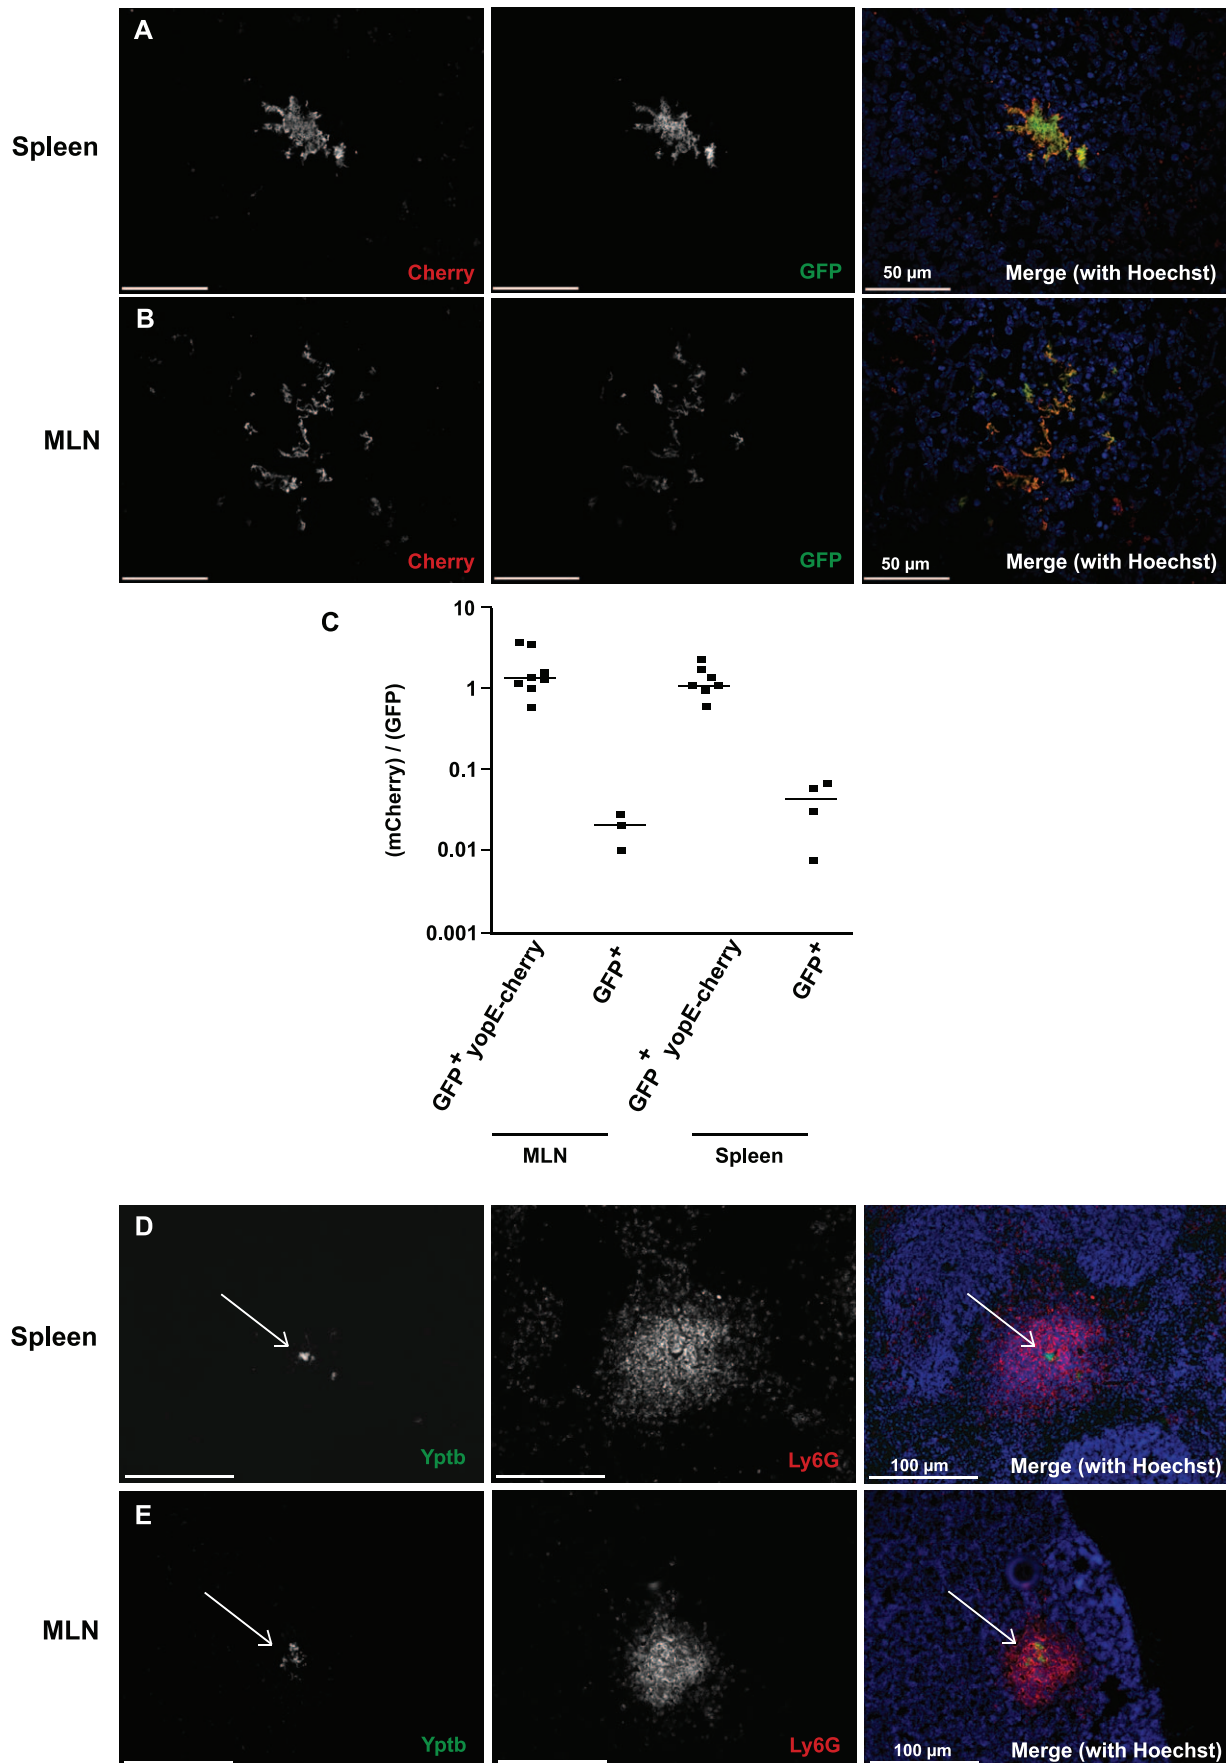 A
Spleen
Cherry
GFP
50 µm
Merge (with Hoechst)
B
MLN
Cherry
GFP
50 µm
Merge (with Hoechst)
C
(mCherry) / (GFP)
10
1
0.1
0.01
0.001
GFP+ yopE-cherry
GFP+
GFP+ yopE-cherry
GFP+
MLN
Spleen
D
Spleen
Yptb
Ly6G
100 µm
Merge (with Hoechst)
E
MLN
Yptb
Ly6G
100 µm
Merge (with Hoechst)